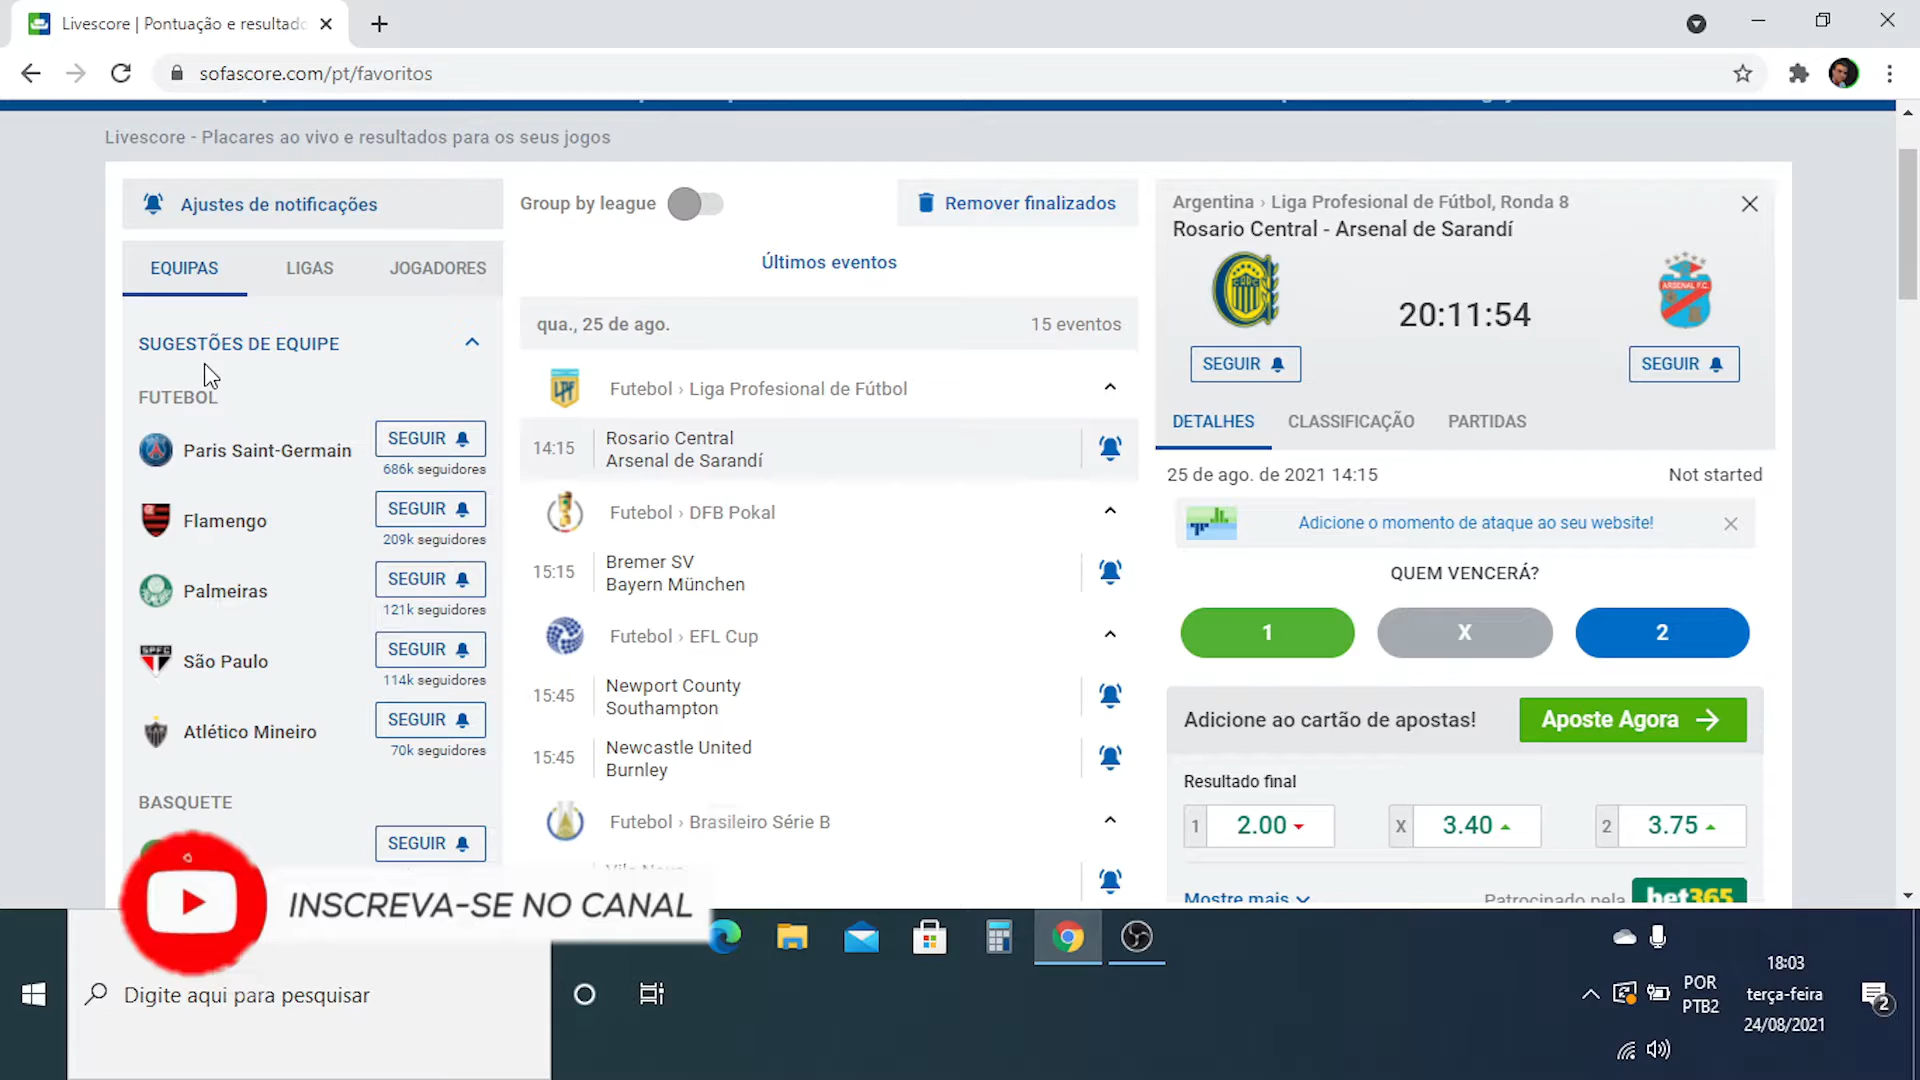 Livescore | Pontuação e resultado
sofascore.com/pt/favoritos
Livescore - Placares ao vivo e resultados para os seus jogos
Ajustes de notificações
EQUIPAS LIGAS JOGADORES
SUGESTÕES DE EQUIPE
FUTEBOL
Paris Saint-Germain SEGUIR
686k seguidores
Flamengo SEGUIR
209k seguidores
Palmeiras SEGUIR
121k seguidores
São Paulo SEGUIR
114k seguidores
Atlético Mineiro SEGUIR
70k seguidores
BASQUETE
SEGUIR
Group by league
Remover finalizados
Últimos eventos
qua., 25 de ago. 15 eventos
Futebol › Liga Profesional de Fútbol
14:15 Rosario Central
Arsenal de Sarandí
Futebol › DFB Pokal
15:15 Bremer SV
Bayern München
Futebol › EFL Cup
15:45 Newport County
Southampton
15:45 Newcastle United
Burnley
Futebol › Brasileiro Série B
Argentina › Liga Profesional de Fútbol, Ronda 8
Rosario Central - Arsenal de Sarandí
20:11:54
SEGUIR SEGUIR
DETALHES CLASSIFICAÇÃO PARTIDAS
25 de ago. de 2021 14:15 Not started
Adicione o momento de ataque ao seu website!
QUEM VENCERÁ?
1 X 2
Adicione ao cartão de apostas! Aposte Agora
Resultado final
1 2.00 X 3.40 2 3.75
Mostre mais Patrocinado pela bet365
INSCREVA-SE NO CANAL
Digite aqui para pesquisar
POR
PTB2
18:03
terça-feira
24/08/2021
2